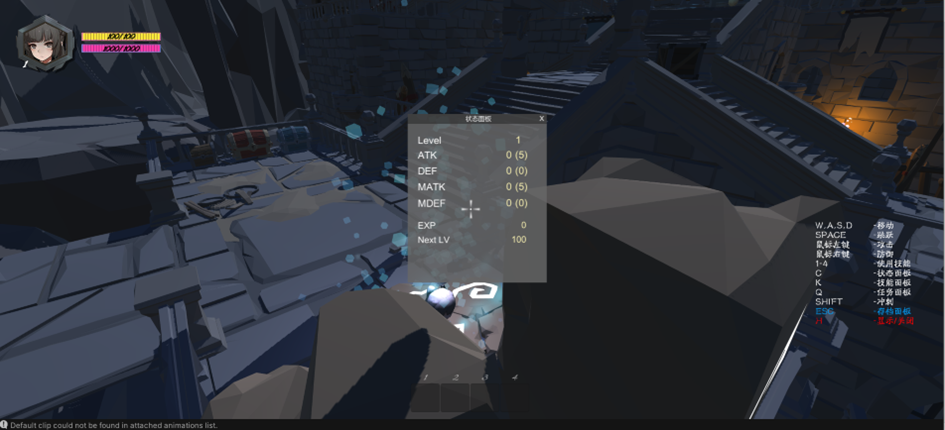 100/100
1000/1000
状态面板 X
Level 1
ATK 0 (5)
DEF 0 (0)
MATK 0 (5)
MDEF 0 (0)
EXP 0
Next LV 100
W.A.S.D -移动
SPACE -跳跃
鼠标左键 -攻击
鼠标右键 -防御
1-4 -使用技能
C -状态面板
K -技能面板
Q -任务面板
SHIFT -冲刺
ESC -存档面板
H -显示/关闭
1 2 3 4
Default clip could not be found in attached animations list.